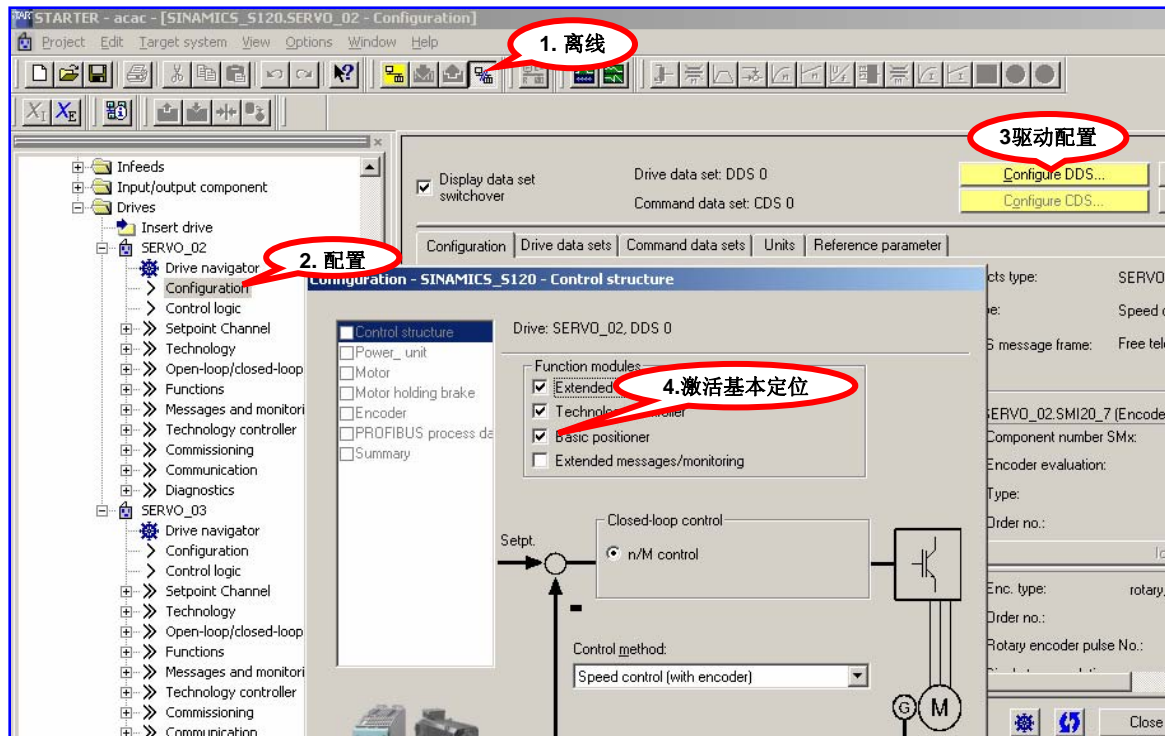 STARTER - acac - [SINAMICS_S120.SERVO_02 - Configuration]
Project Edit Target system View Options Window Help
1. 离线
3驱动配置
Infeeds
Input/output component
Drives
Insert drive
SERVO_02
Drive navigator
Configuration
Control logic
Setpoint Channel
Technology
Open-loop/closed-loop
Functions
Messages and monitori
Technology controller
Commissioning
Communication
Diagnostics
SERVO_03
Drive navigator
Configuration
Control logic
Setpoint Channel
Technology
Open-loop/closed-loop
Functions
Messages and monitori
Technology controller
Commissioning
Communication
2. 配置
Display data set switchover
Drive data set: DDS 0
Command data set: CDS 0
Configure DDS...
Configure CDS...
Configuration Drive data sets Command data sets Units Reference parameter
Configuration - SINAMICS_S120 - Control structure
Control structure
Power_ unit
Motor
Motor holding brake
Encoder
PROFIBUS process da
Summary
Drive: SERVO_02, DDS 0
Function modules
Extended
4.激活基本定位
Basic positioner
Extended messages/monitoring
Closed-loop control
Setpt.
n/M control
Control method:
Speed control (with encoder)
G
M
cts type: SERVO
Speed
S message frame: Free tel
SERVO_02.SMI20_7 (Encode
Component number SMx:
Encoder evaluation:
Type:
Order no.:
Enc. type: rotary,
Order no.:
Rotary encoder pulse No.:
Close